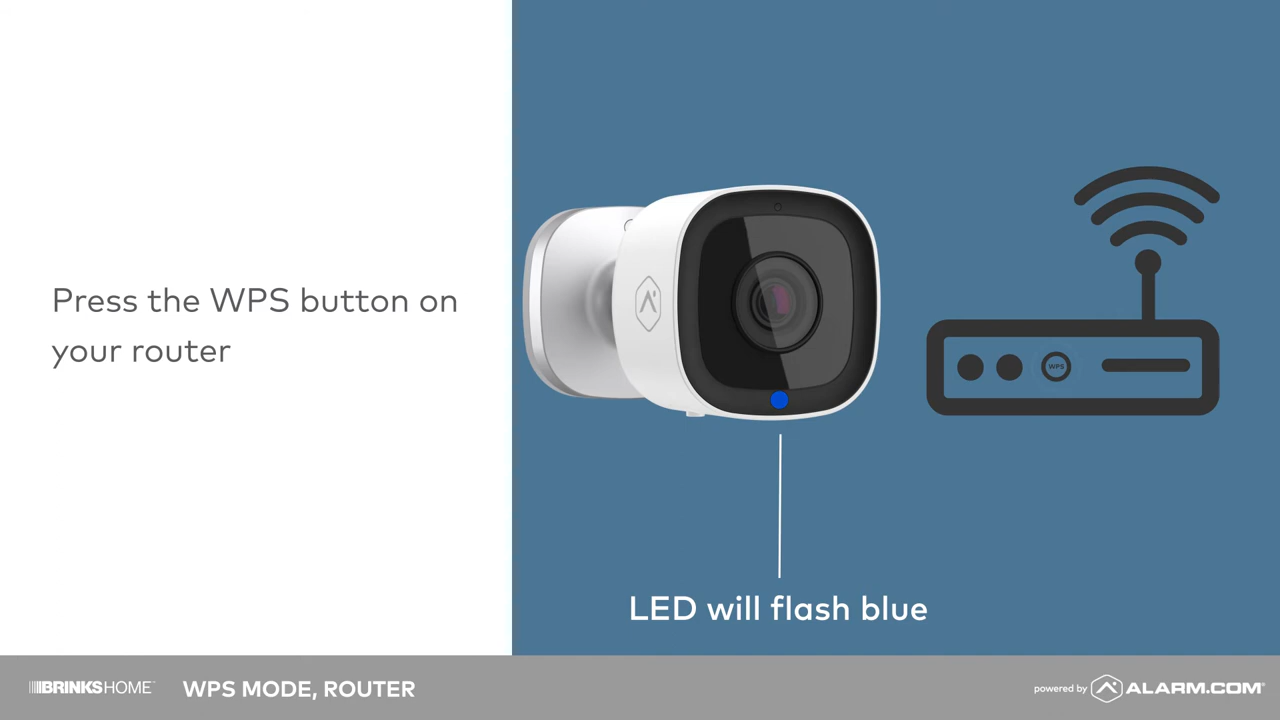 Press the WPS button on
your router
WPS
LED will flash blue
BRINKSHOME™
WPS MODE, ROUTER
powered by ALARM.COM®